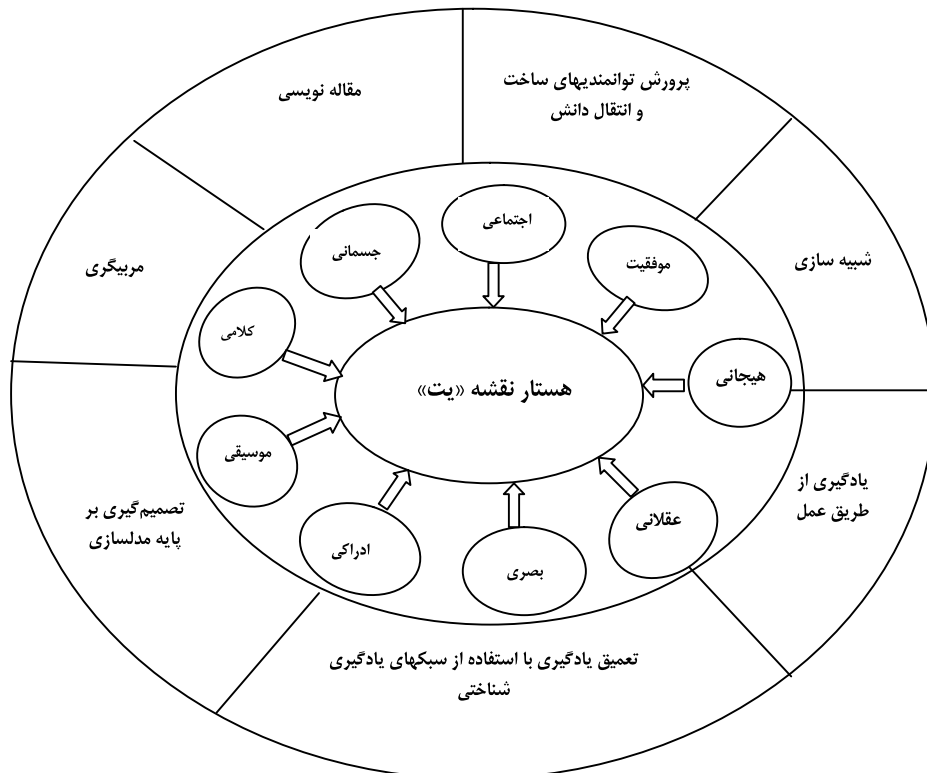 پرورش توانمندیهای ساخت
و انتقال دانش
مقاله نویسی
شبیه سازی
مربیگری
اجتماعی
جسمانی
موفقیت
کلامی
هیجانی
هستار نقشه «یت»
موسیقی
عقلانی
ادراکی
بصری
یادگیری از
طریق عمل
تصمیم‌گیری بر
پایه مدلسازی
تعمیق یادگیری با استفاده از سبکهای یادگیری
شناختی